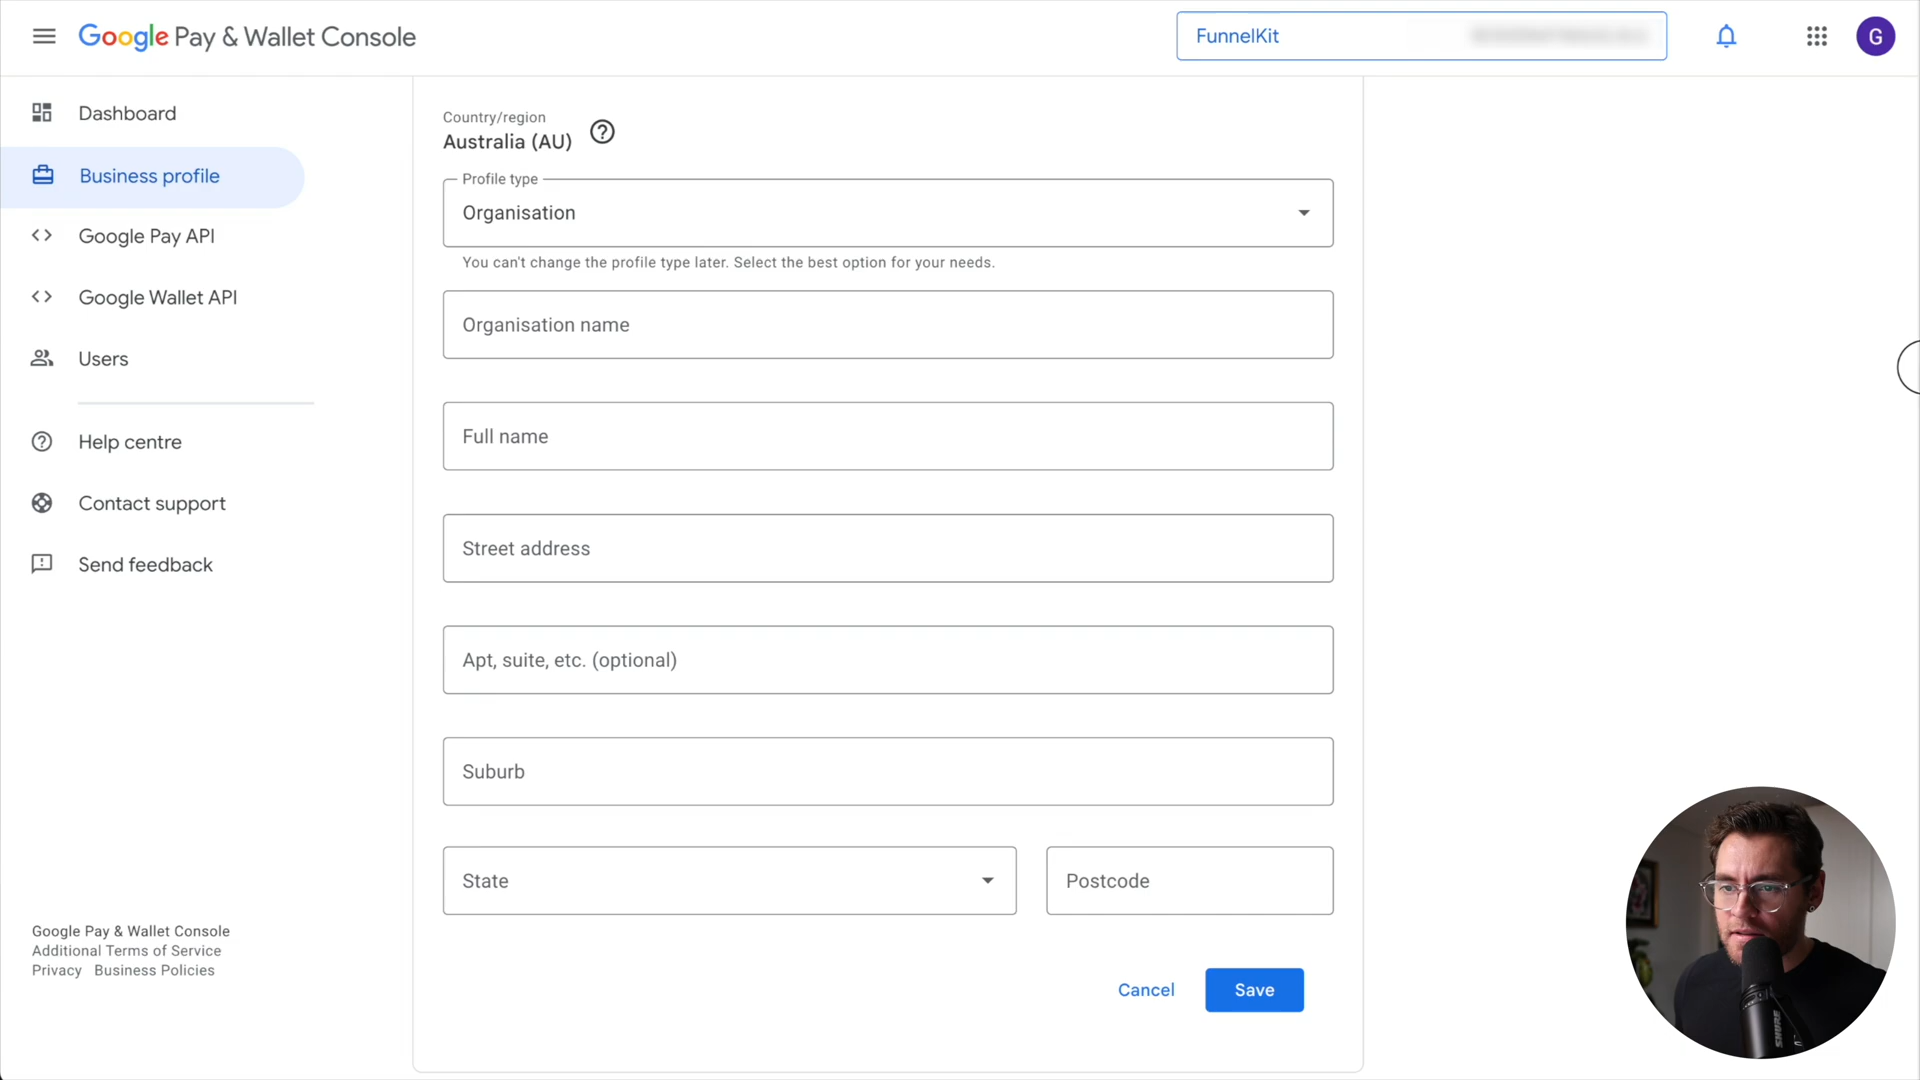 Google Pay & Wallet Console
FunnelKit
G
Dashboard
Business profile
Google Pay API
Google Wallet API
Users
Help centre
Contact support
Send feedback
Google Pay & Wallet Console
Additional Terms of Service
Privacy Business Policies
Country/region
Australia (AU)
Profile type
Organisation
You can't change the profile type later. Select the best option for your needs.
Organisation name
Full name
Street address
Apt, suite, etc. (optional)
Suburb
State
Postcode
Cancel
Save
SHURE